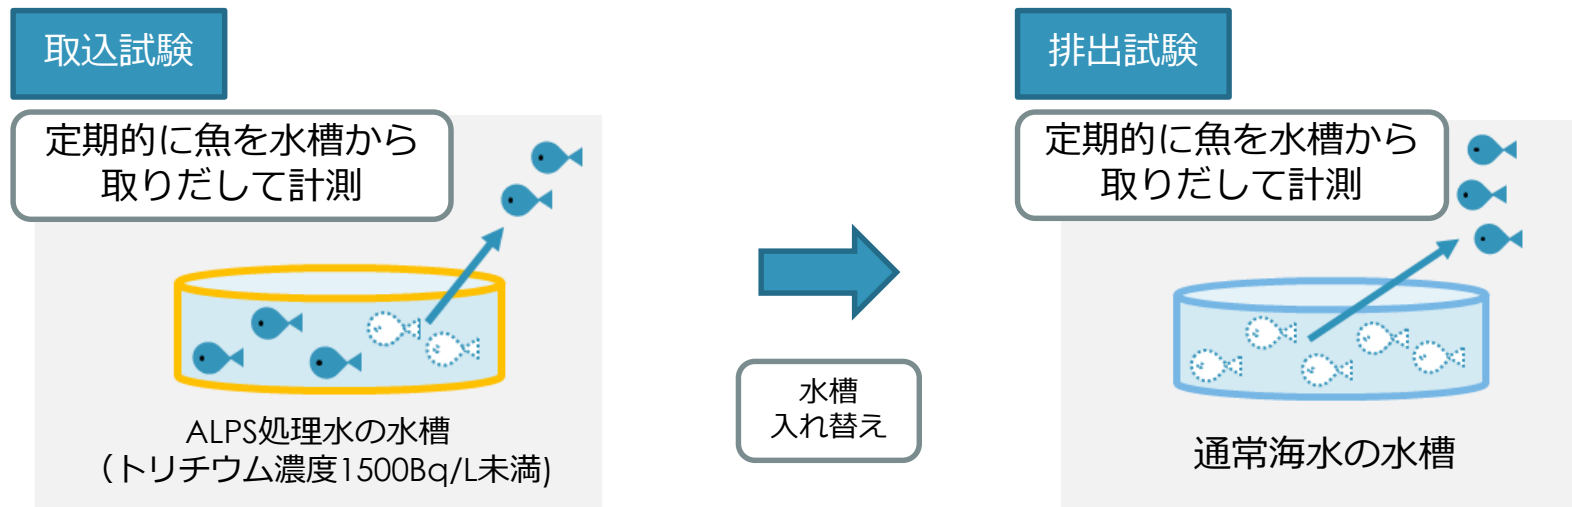 取込試験
定期的に魚を水槽から
取りだして計測
ALPS処理水の水槽
（トリチウム濃度1500Bq/L未満)
水槽
入れ替え
排出試験
定期的に魚を水槽から
取りだして計測
通常海水の水槽